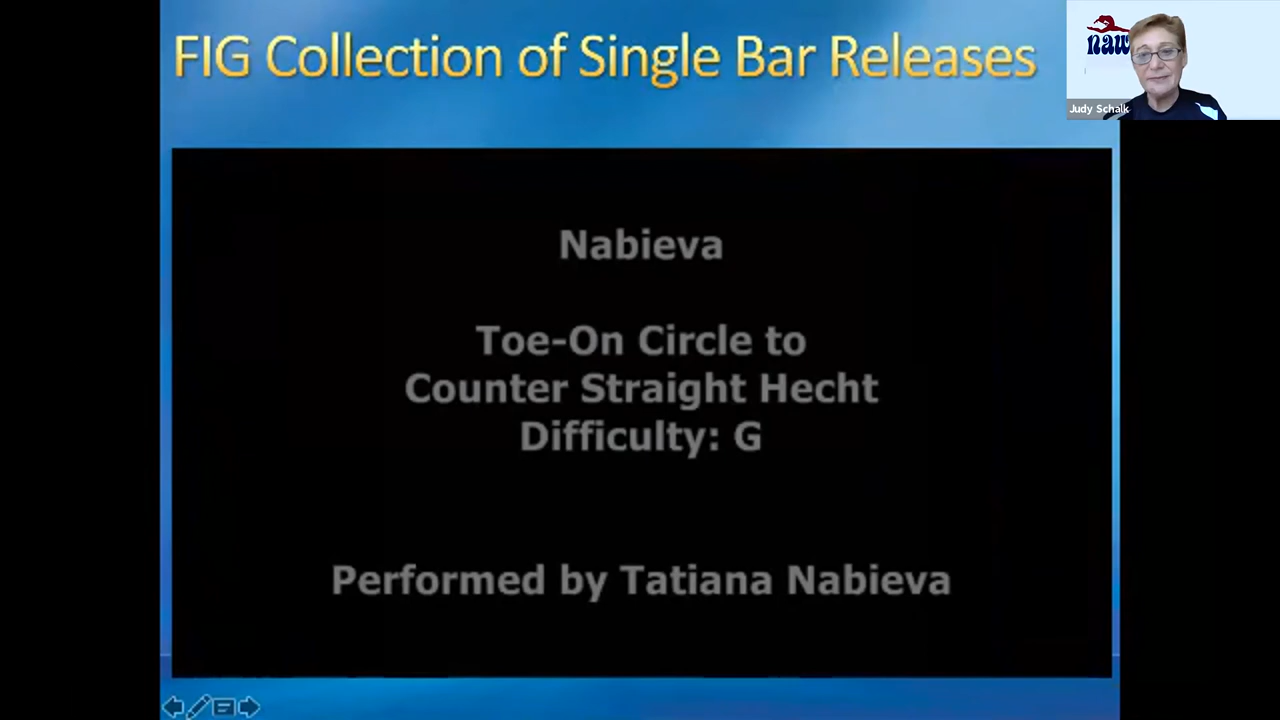 FIG Collection of Single Bar Releases
naw
Judy Schalk
Nabieva
Toe-On Circle to
Counter Straight Hecht
Difficulty: G
Performed by Tatiana Nabieva